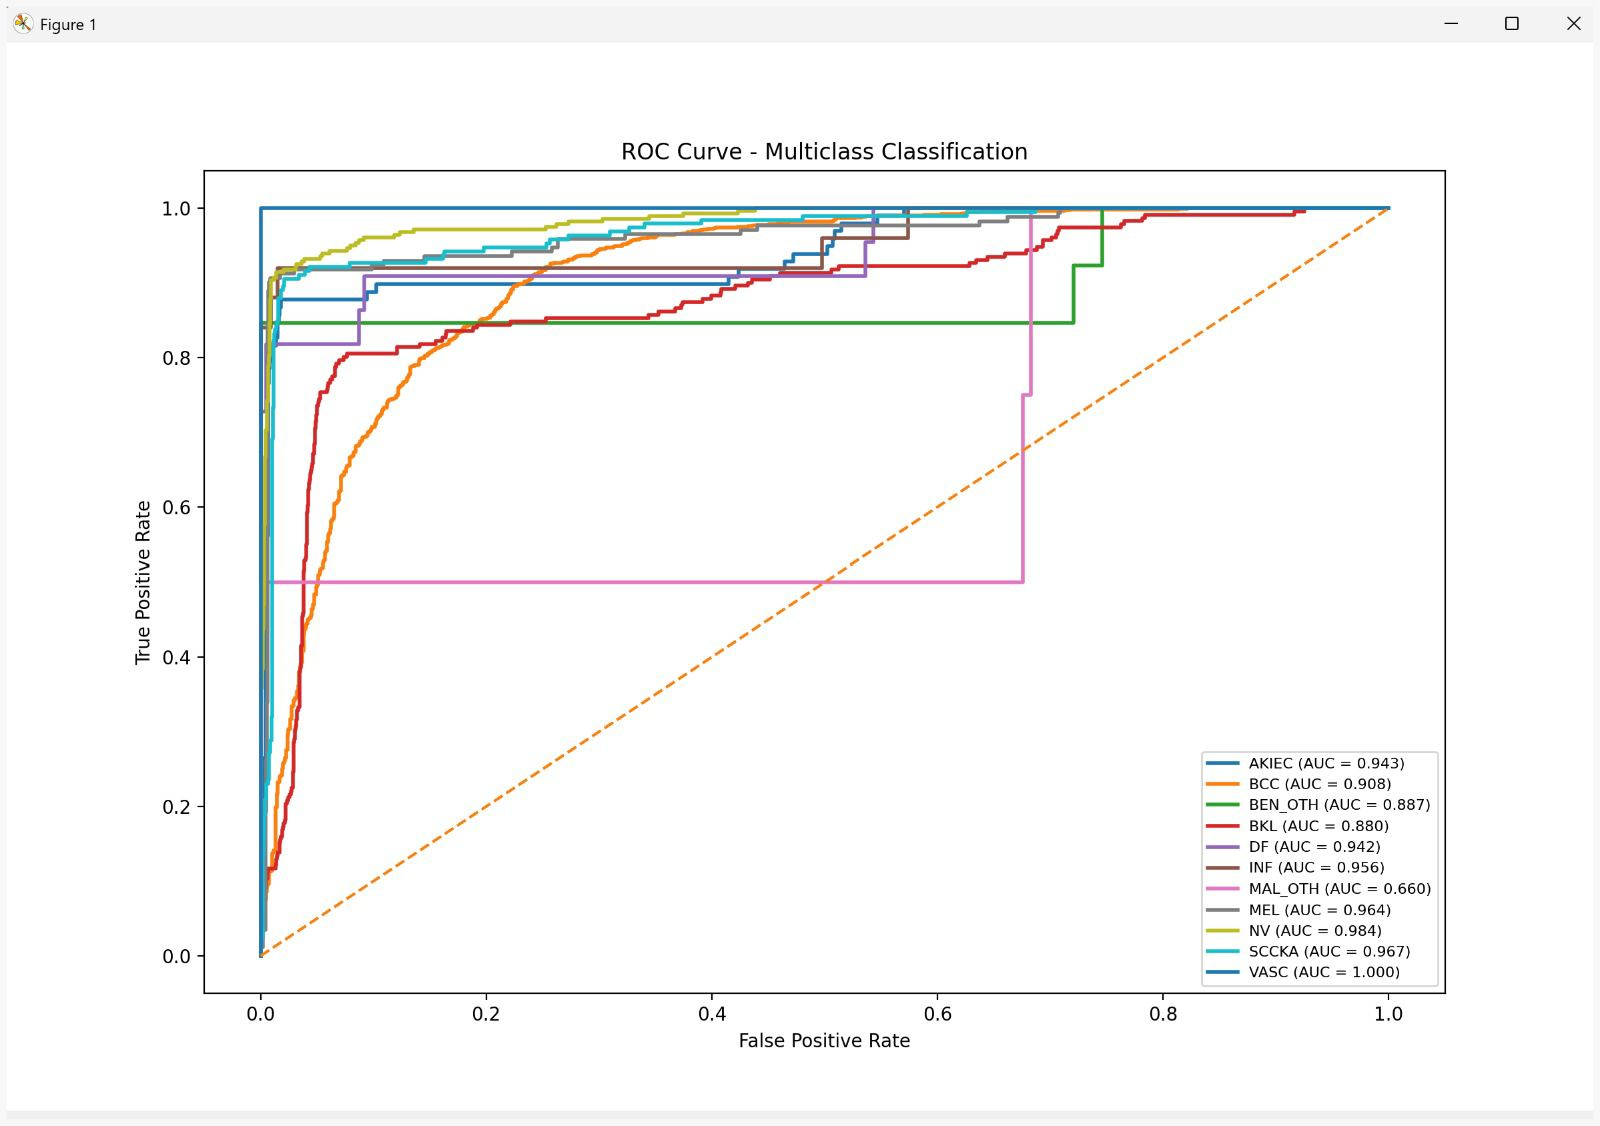 Figure 1
ROC Curve - Multiclass Classification
True Positive Rate
1.0
0.8
0.6
0.4
0.2
0.0
0.0 0.2 0.4 0.6 0.8 1.0
False Positive Rate
AKIEC (AUC = 0.943)
BCC (AUC = 0.908)
BEN_OTH (AUC = 0.887)
BKL (AUC = 0.880)
DF (AUC = 0.942)
INF (AUC = 0.956)
MAL_OTH (AUC = 0.660)
MEL (AUC = 0.964)
NV (AUC = 0.984)
SCCKA (AUC = 0.967)
VASC (AUC = 1.000)